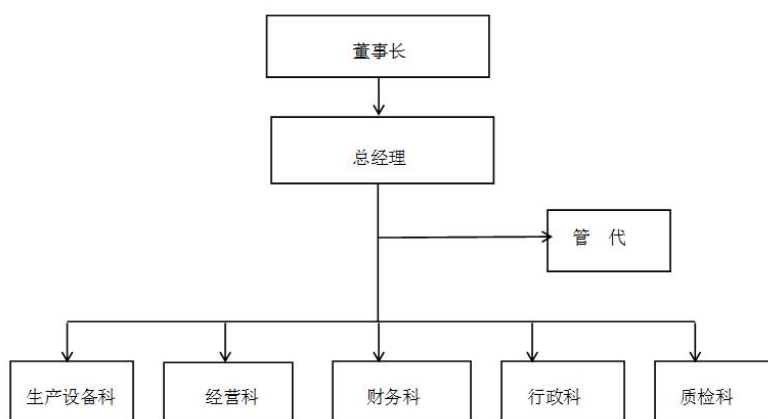 董事长
总经理
管 代
生产设备科
经营科
财务科
行政科
质检科